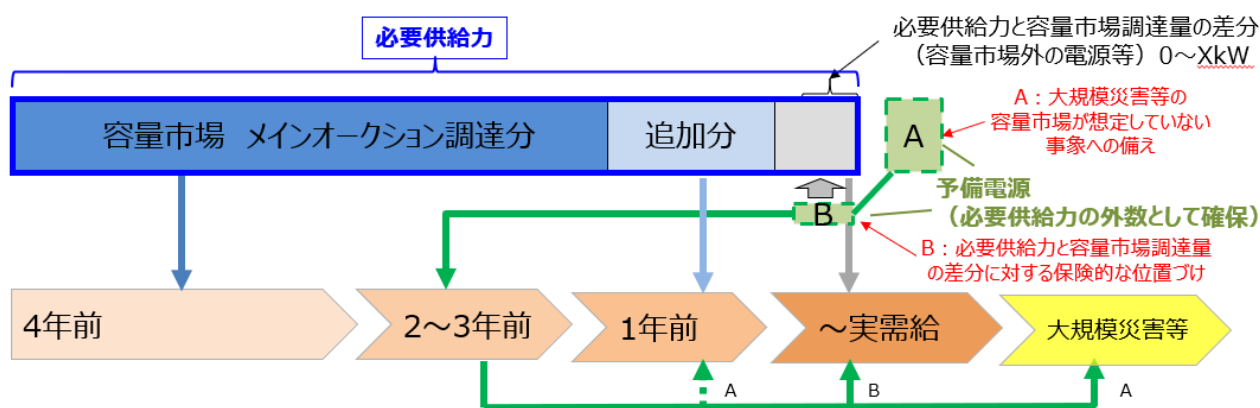 必要供給力
必要供給力と容量市場調達量の差分
（容量市場外の電源等）0～XkW
容量市場 メインオークション調達分
追加分
A
A：大規模災害等の
容量市場が想定していない
事象への備え
予備電源
（必要供給力の外数として確保）
B
B：必要供給力と容量市場調達量
の差分に対する保険的な位置づけ
4年前
2～3年前
1年前
～実需給
大規模災害等
A
B
A